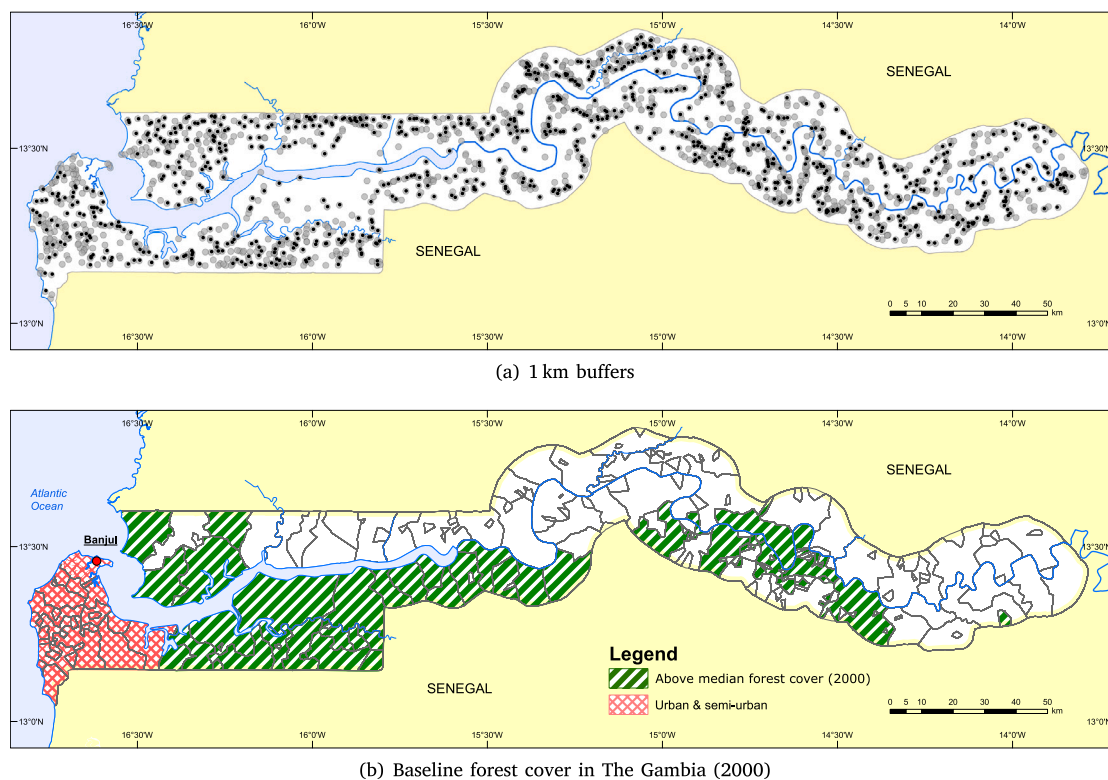 16°30'W 16°0'W 15°30'W 15°0'W 14°30'W 14°0'W
SENEGAL
13°30'N 13°30'N
SENEGAL
0 5 10 20 30 40 50
km
13°0'N 13°0'N
16°30'W 16°0'W 15°30'W 15°0'W 14°30'W 14°0'W
(a) 1 km buffers
16°30'W 16°0'W 15°30'W 15°0'W 14°30'W 14°0'W
SENEGAL
Atlantic
Ocean
Banjul
13°30'N 13°30'N
Legend
Above median forest cover (2000)
SENEGAL
Urban & semi-urban
0 5 10 20 30 40 50
km
13°0'N 13°0'N
16°30'W 16°0'W 15°30'W 15°0'W 14°30'W 14°0'W
(b) Baseline forest cover in The Gambia (2000)